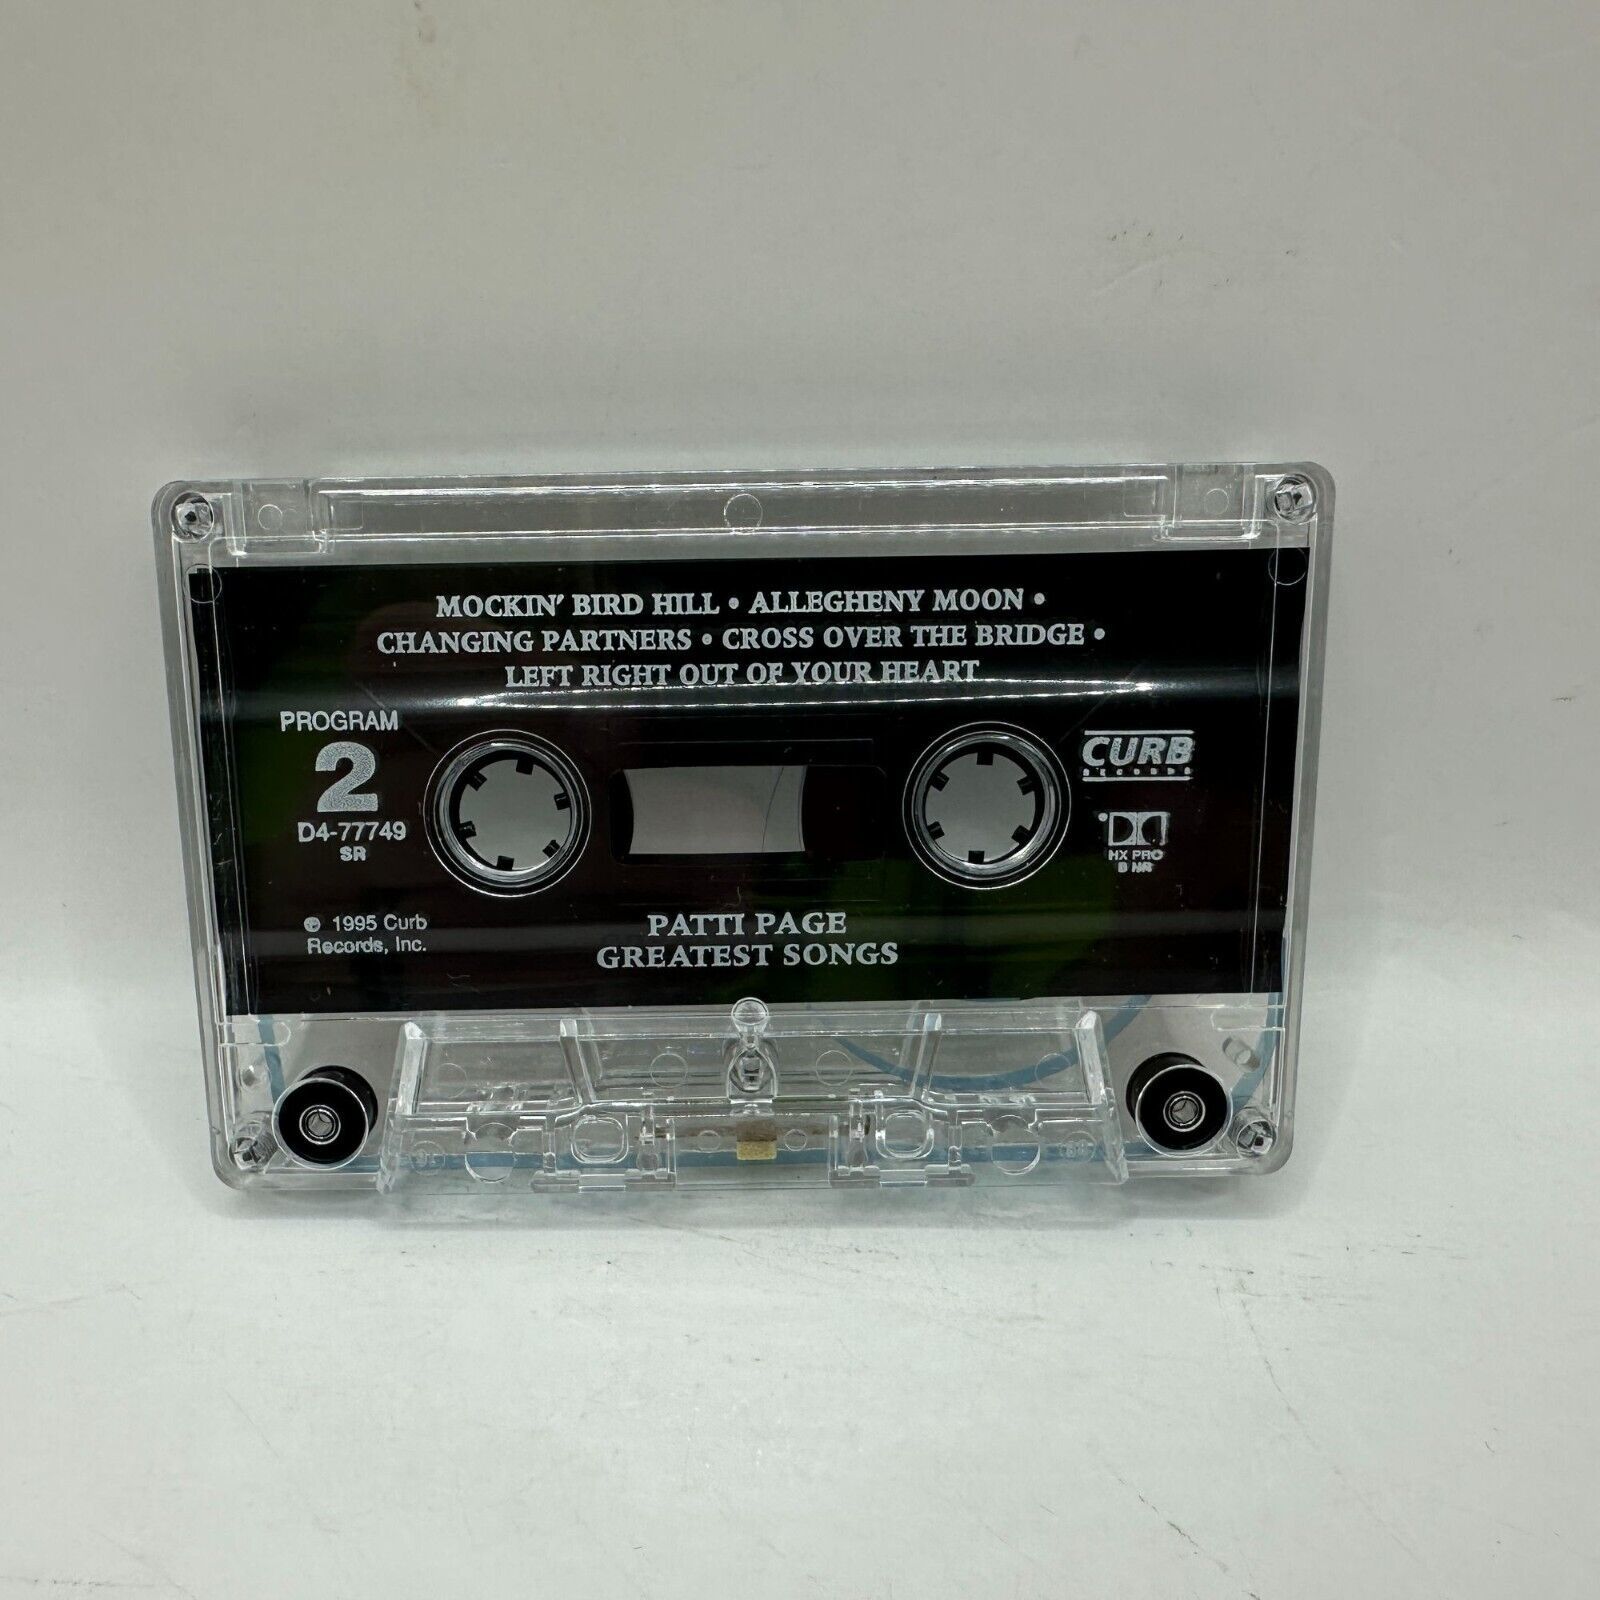 MOCKIN' BIRD HILL • ALLEGHENY MOON •
CHANGING PARTNERS • CROSS OVER THE BRIDGE •
LEFT RIGHT OUT OF YOUR HEART
PROGRAM
2
D4-77749
SR
℗ 1995 Curb
Records, Inc.
CURB
RECORDS
HX PRO
B NR
PATTI PAGE
GREATEST SONGS